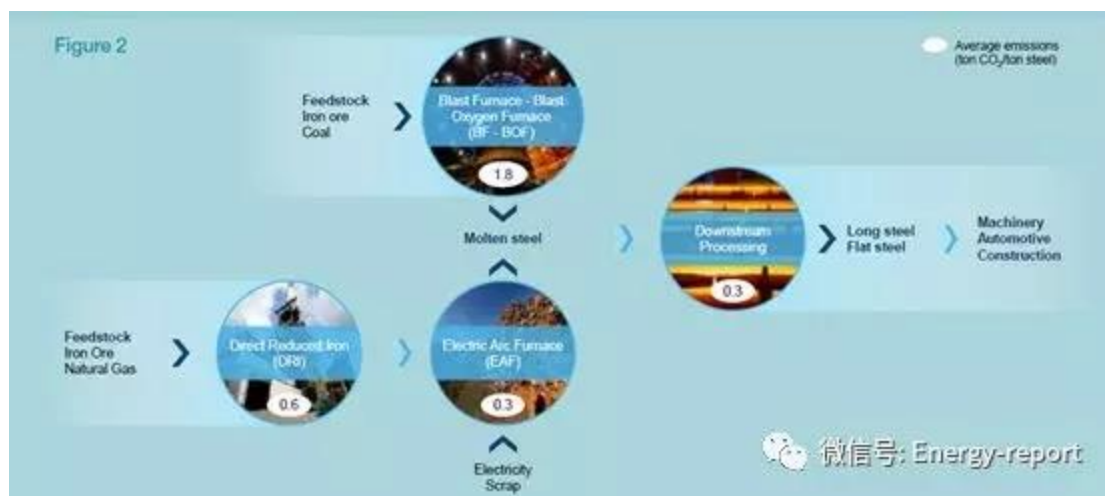 Figure 2
Average emissions
(ton CO₂/ton steel)
Feedstock
Iron ore
Coal
Blast Furnace - Blast
Oxygen Furnace
(BF - BOF)
1.8
Molten steel
Downstream
Processing
0.3
Long steel
Flat steel
Machinery
Automotive
Construction
Feedstock
Iron Ore
Natural Gas
Direct Reduced Iron
(DRI)
0.6
Electric Arc Furnace
(EAF)
0.3
Electricity
Scrap
微信号: Energy-report